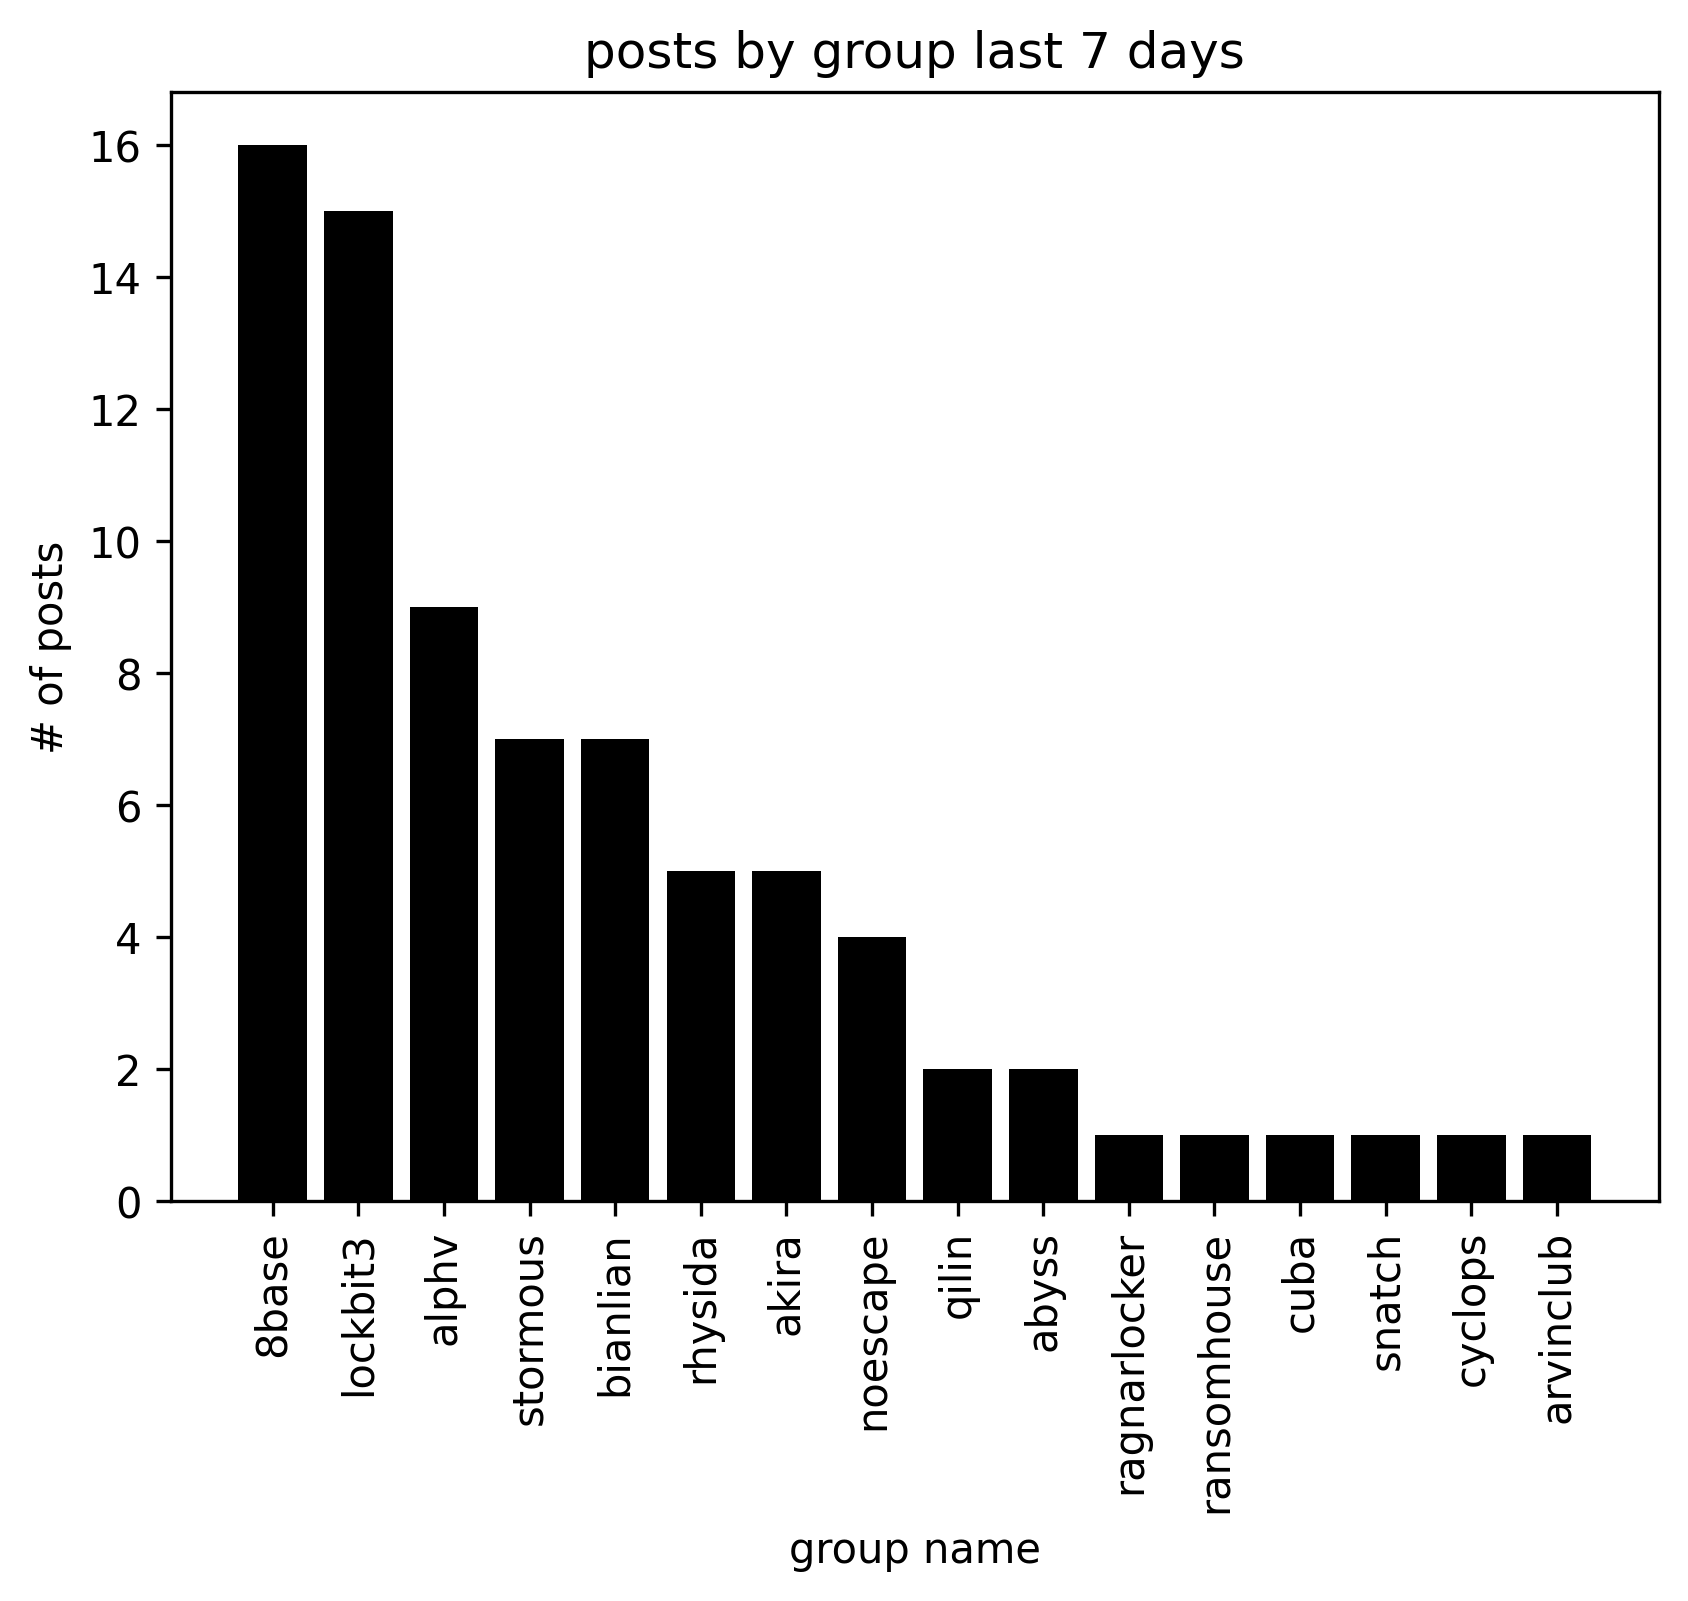 posts by group last 7 days
# of posts
16
14
12
10
8
6
4
2
0
8base
lockbit3
alphv
stormous
bianlian
rhysida
akira
noescape
qilin
abyss
ragnarlocker
ransomhouse
cuba
snatch
cyclops
arvinclub
group name